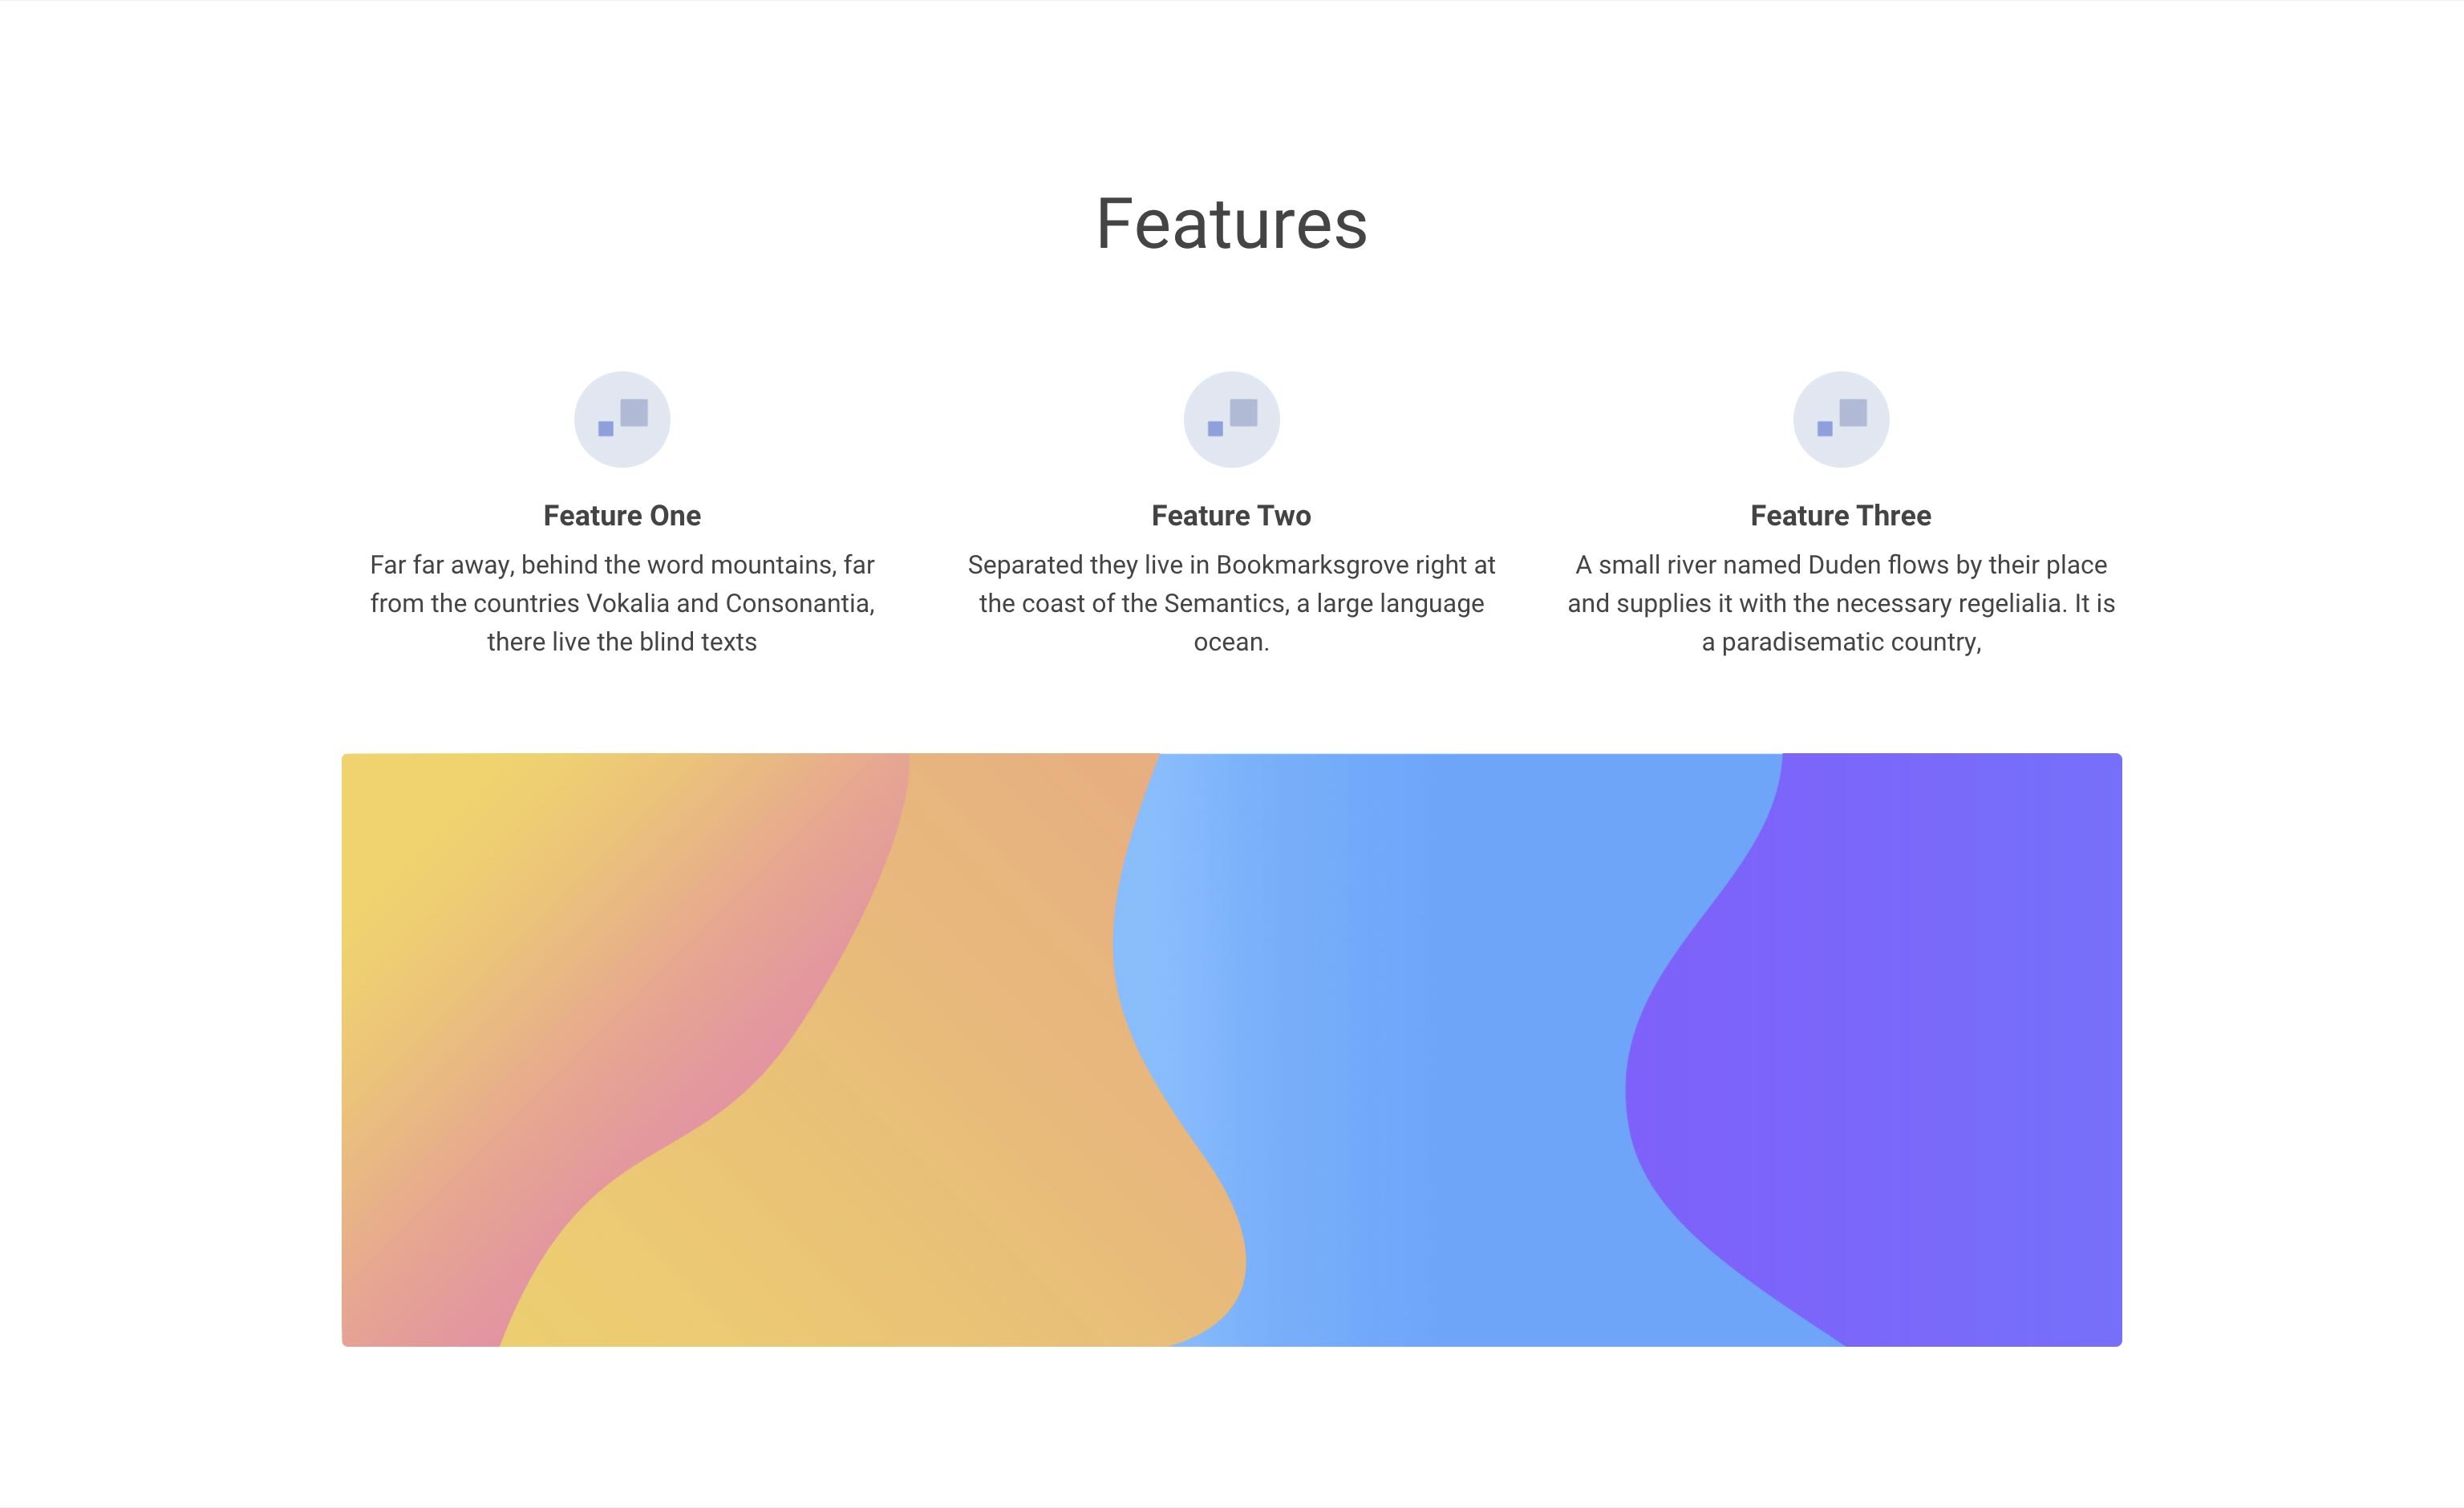 Features
Feature One
Far far away, behind the word mountains, far
from the countries Vokalia and Consonantia,
there live the blind texts
Feature Two
Separated they live in Bookmarksgrove right at
the coast of the Semantics, a large language
ocean.
Feature Three
A small river named Duden flows by their place
and supplies it with the necessary regelialia. It is
a paradisematic country,